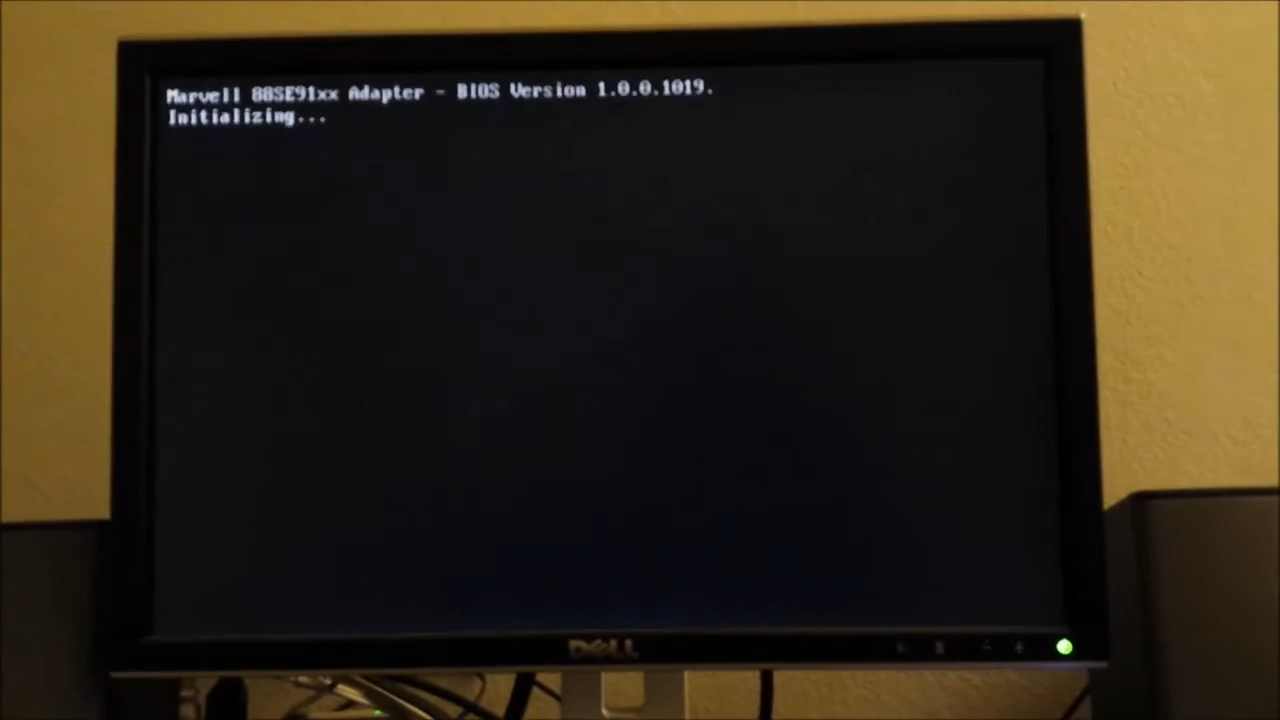 Marvell 88SE91xx Adapter - BIOS Version 1.0.0.1019.
Initializing...
DELL